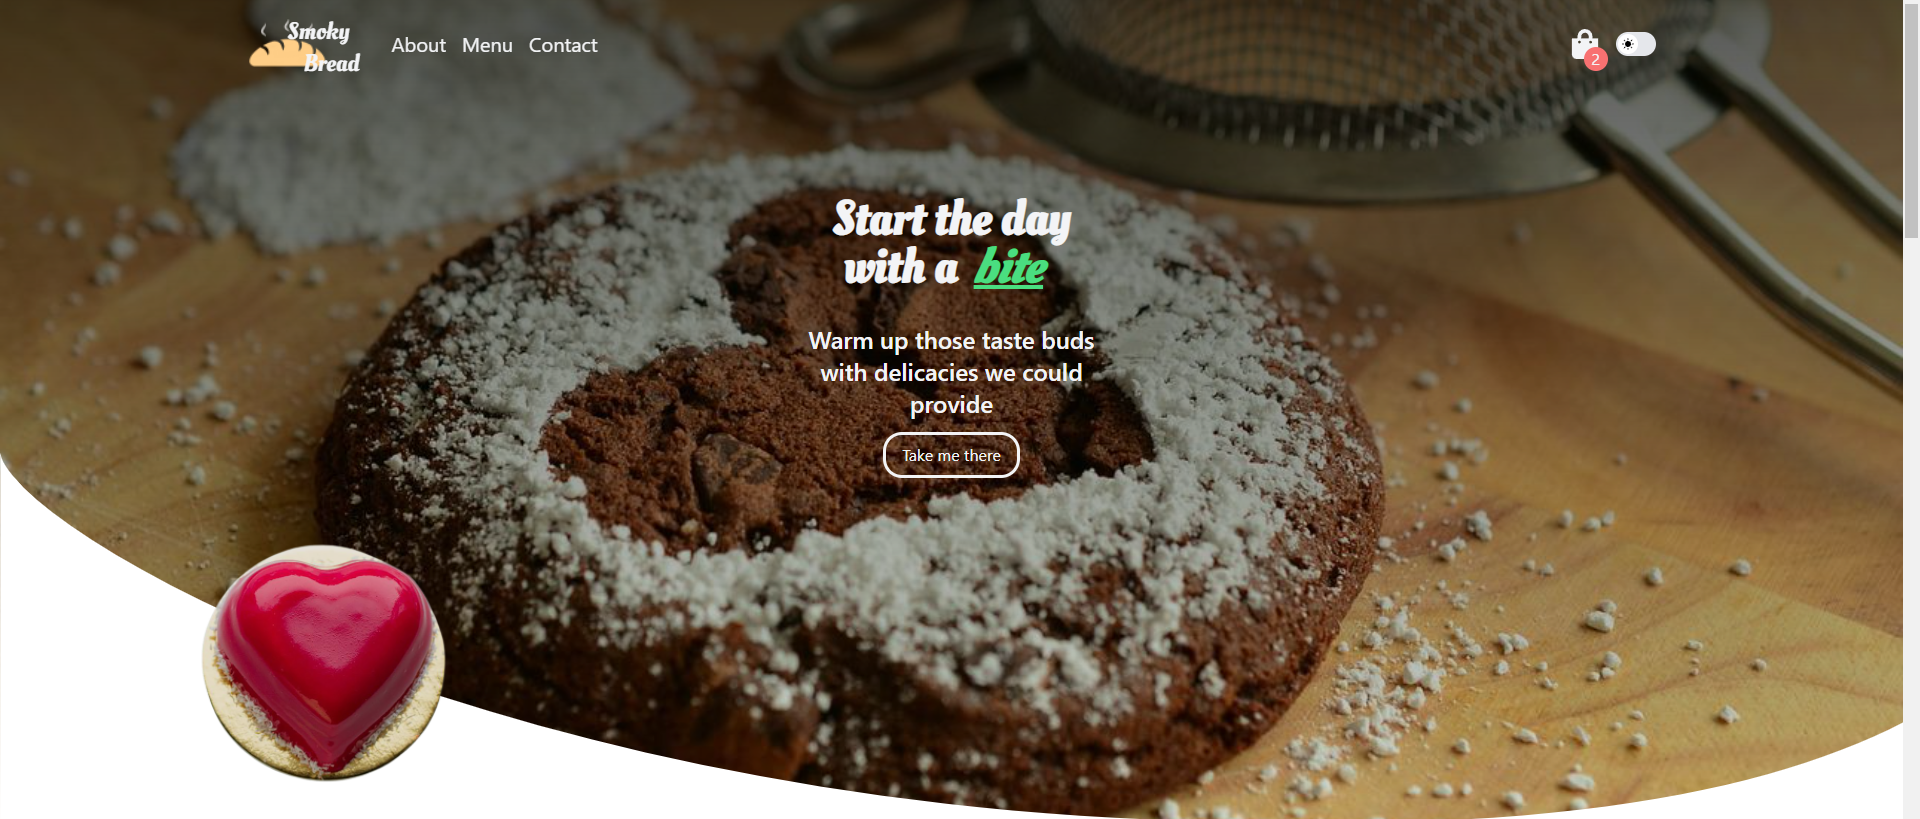 Smoky
Bread
About Menu Contact
2
Start the day
with a bite
Warm up those taste buds
with delicacies we could
provide
Take me there